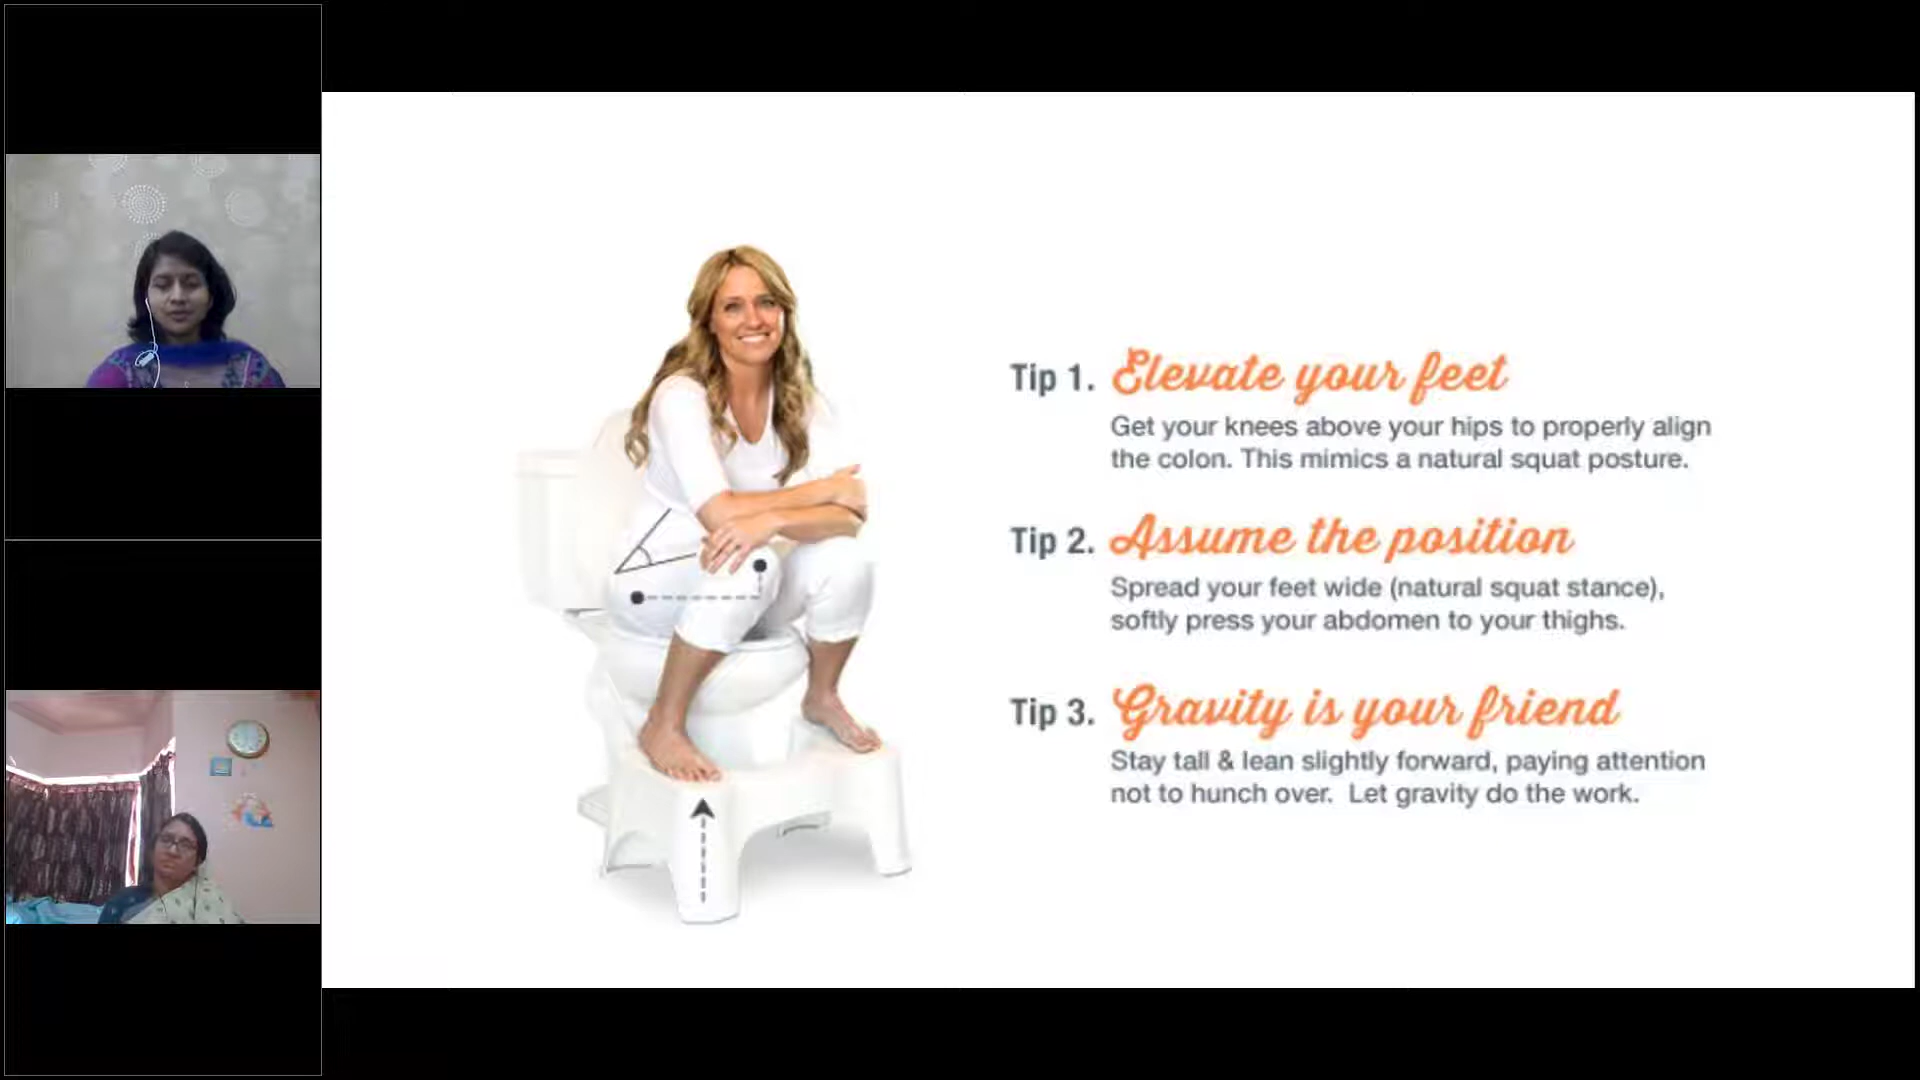 Tip 1. Elevate your feet
Get your knees above your hips to properly align
the colon. This mimics a natural squat posture.
Tip 2. Assume the position
Spread your feet wide (natural squat stance),
softly press your abdomen to your thighs.
Tip 3. Gravity is your friend
Stay tall & lean slightly forward, paying attention
not to hunch over. Let gravity do the work.